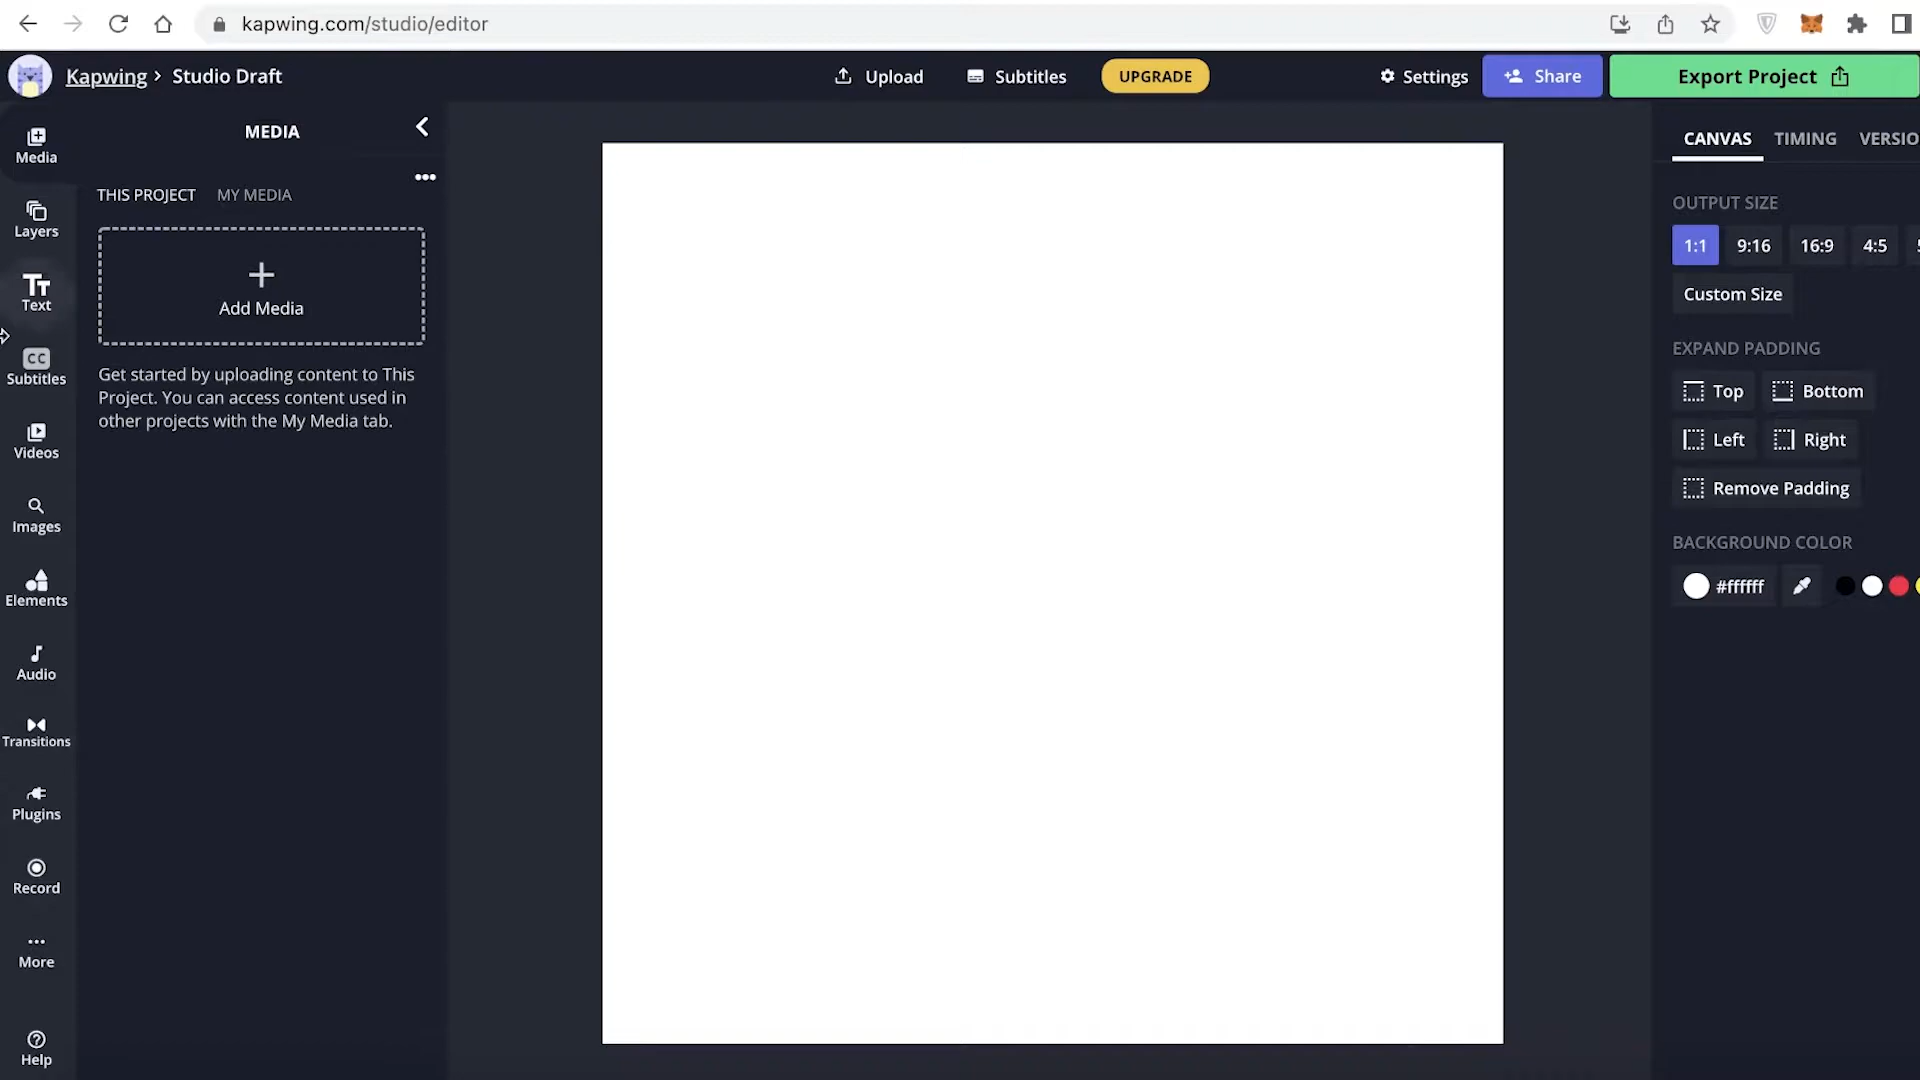 kapwing.com/studio/editor
Kapwing > Studio Draft
Upload
Subtitles
UPGRADE
Settings
Share
Export Project
Media
Layers
Text
CC
Subtitles
Videos
Images
Elements
Audio
Transitions
Plugins
Record
More
Help
MEDIA
THIS PROJECT MY MEDIA
Add Media
Get started by uploading content to This
Project. You can access content used in
other projects with the My Media tab.
CANVAS TIMING VERSIO
OUTPUT SIZE
1:1 9:16 16:9 4:5
Custom Size
EXPAND PADDING
Top Bottom
Left Right
Remove Padding
BACKGROUND COLOR
#ffffff